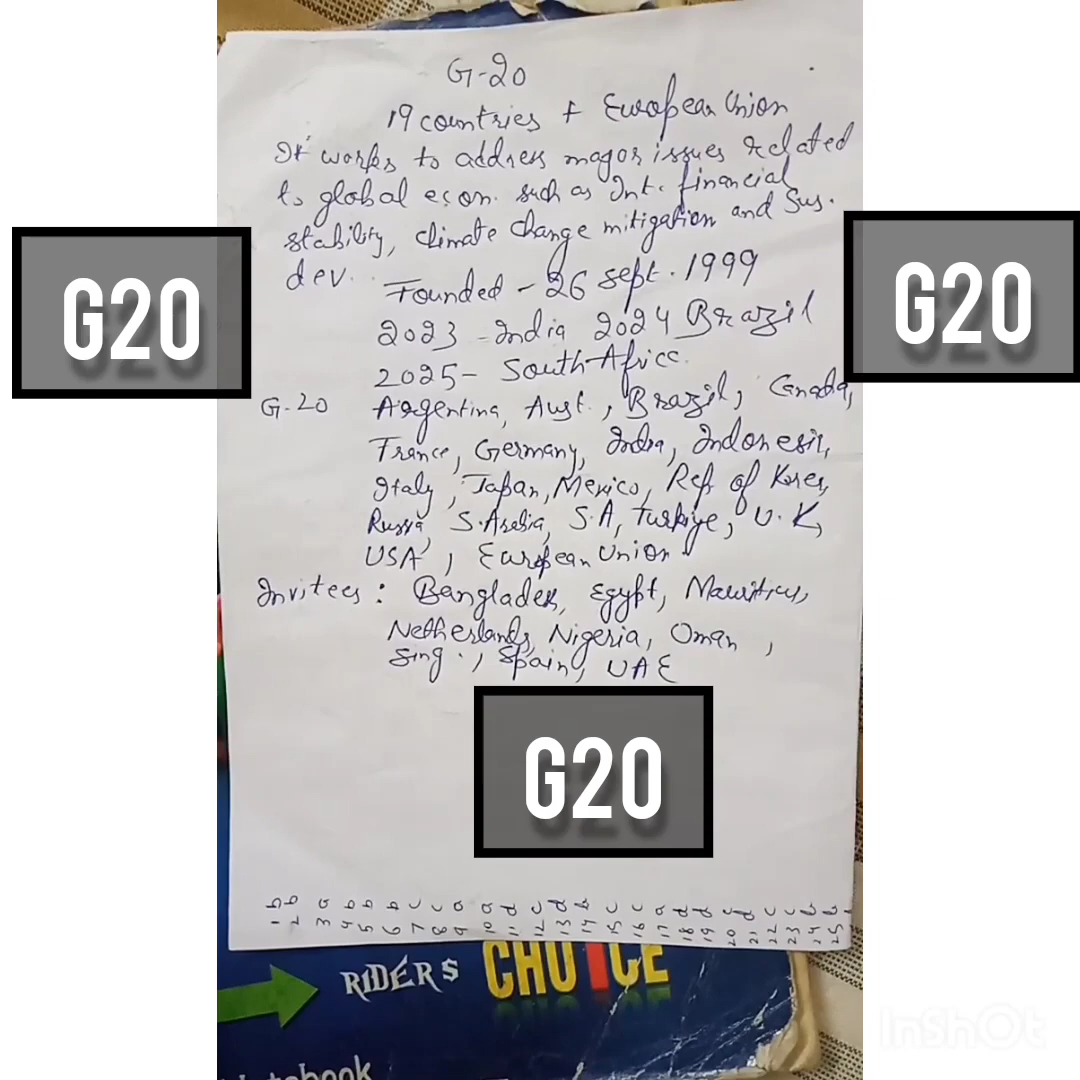 G-20
19 countries + European Union
It works to address magor issues related
to global econ. such as Int. financial
stability, climate change mitigation and Sus.
dev.
Founded - 26 sept. 1999
2023 - India 2024 Brazil
2025 - South Africa
G-20 Argentina, Aust., Brazil, Canada,
France, Germany, India, Indonesia,
Italy, Japan, Mexico, Rep of Korea,
Russia, S. Arabia, S.A, Turkiye, U.K,
USA, European Union
Invitees : Bangladesh, Egypt, Mauritius,
Netherlands, Nigeria, Oman,
Sing., Spain, UAE
G20
G20
G20
RIDERS CHOICE
InShOt